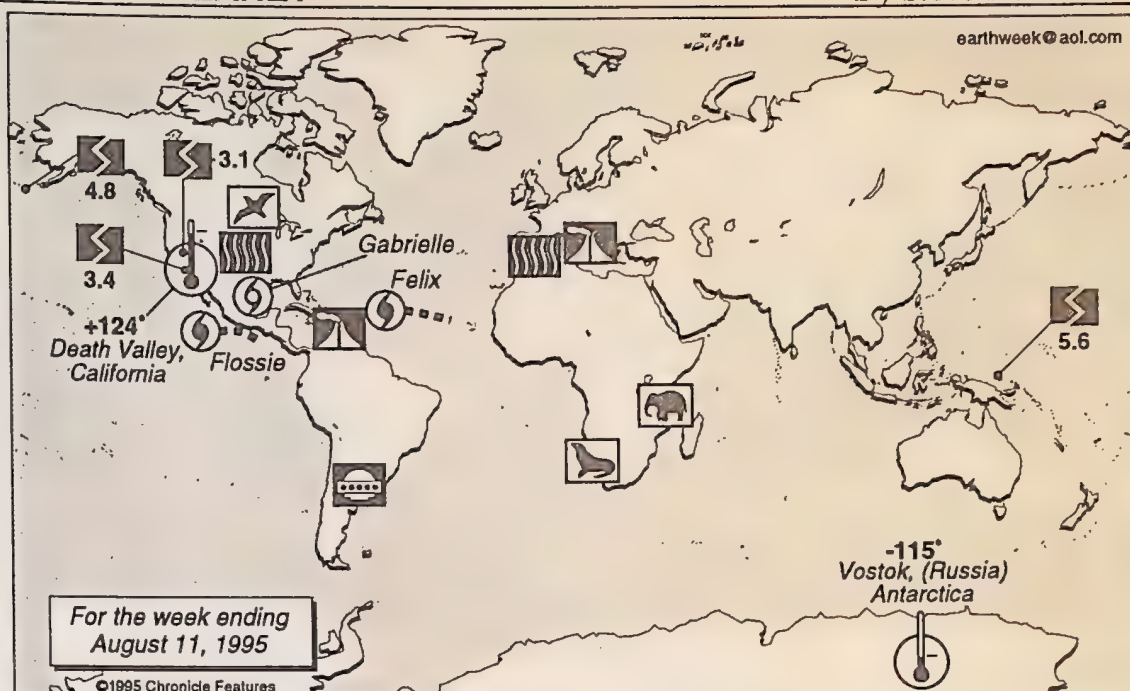 earthweek@aol.com
4.8
3.1
3.4
Gabrielle
Felix
+124°
Death Valley,
California
Flossie
5.6
-115°
Vostok, (Russia)
Antarctica
For the week ending
August 11, 1995
©1995 Chronicle Features